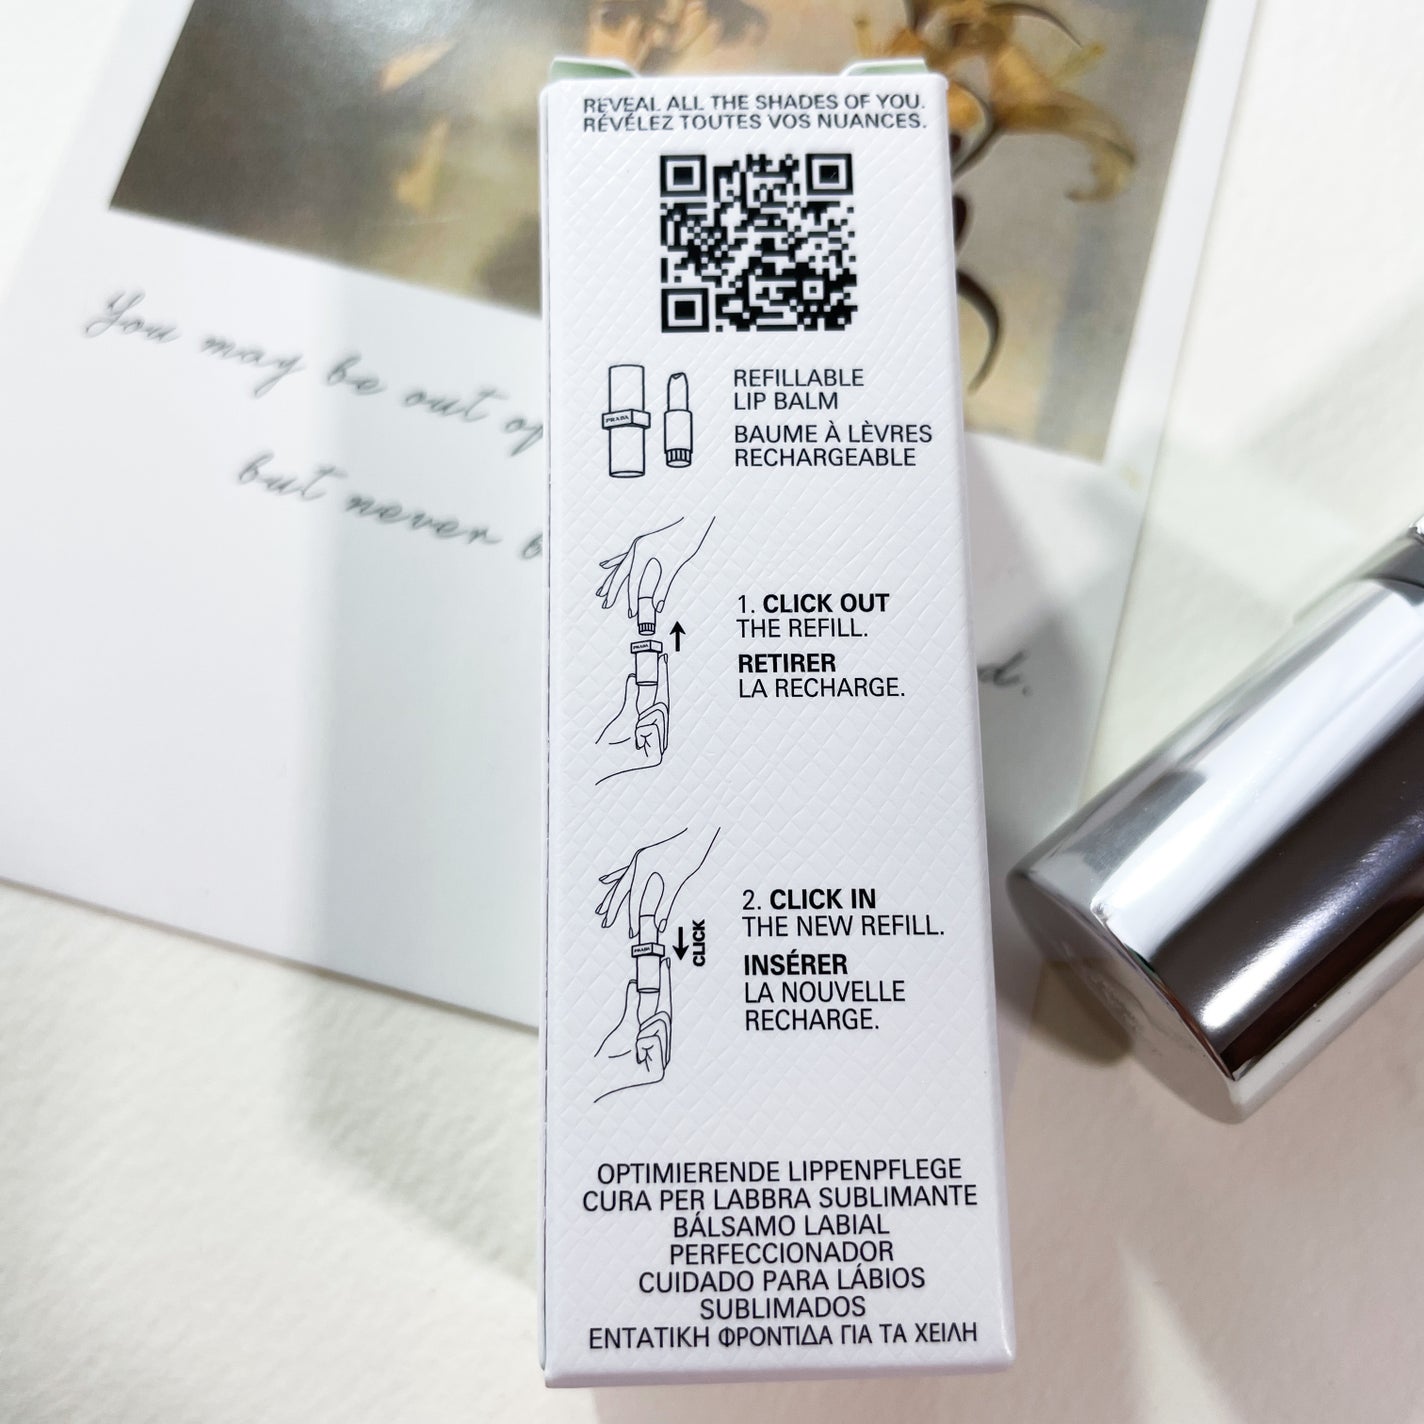 REVEAL ALL THE SHADES OF YOU.
RÉVÉLEZ TOUTES VOS NUANCES.
REFILLABLE
LIP BALM
BAUME À LÈVRES
RECHARGEABLE
PRADA
1. CLICK OUT
THE REFILL.
RETIRER
LA RECHARGE.
PRADA
2. CLICK IN
THE NEW REFILL.
INSÉRER
LA NOUVELLE
RECHARGE.
PRADA
CLICK
OPTIMIERENDE LIPPENPFLEGE
CURA PER LABBRA SUBLIMANTE
BÁLSAMO LABIAL
PERFECCIONADOR
CUIDADO PARA LÁBIOS
SUBLIMADOS
ΕΝΤΑΤΙΚΗ ΦΡΟΝΤΙΔΑ ΓΙΑ ΤΑ ΧΕΙΛΗ
You may be out of
but never